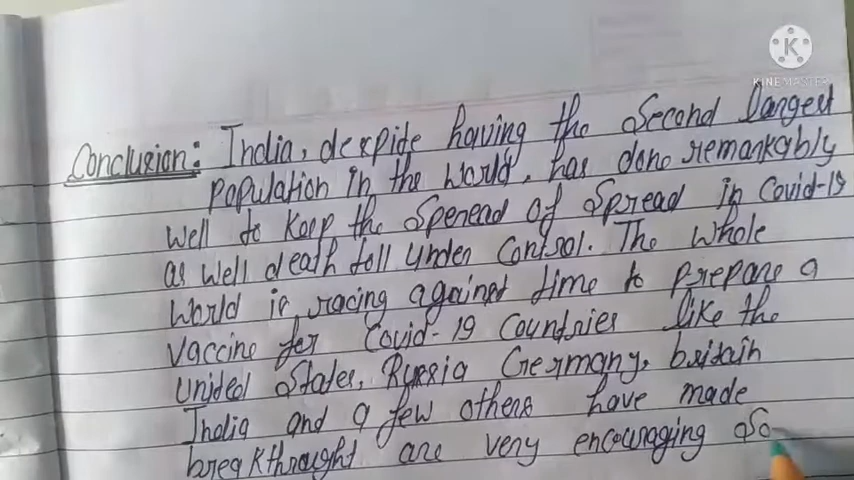 K
KINEMASTER
Conclusion: India, despide having the Second largest
population in the world, has done remarkably
well to keep the Spenead of Spread in Covid-19
as well death toll under Control. The whole
World is racing against time to prepare a
vaccine for Covid-19 Countries like the
United States, Russia Germany, britain
India and a few others have made
breakthraught are very encouraging So